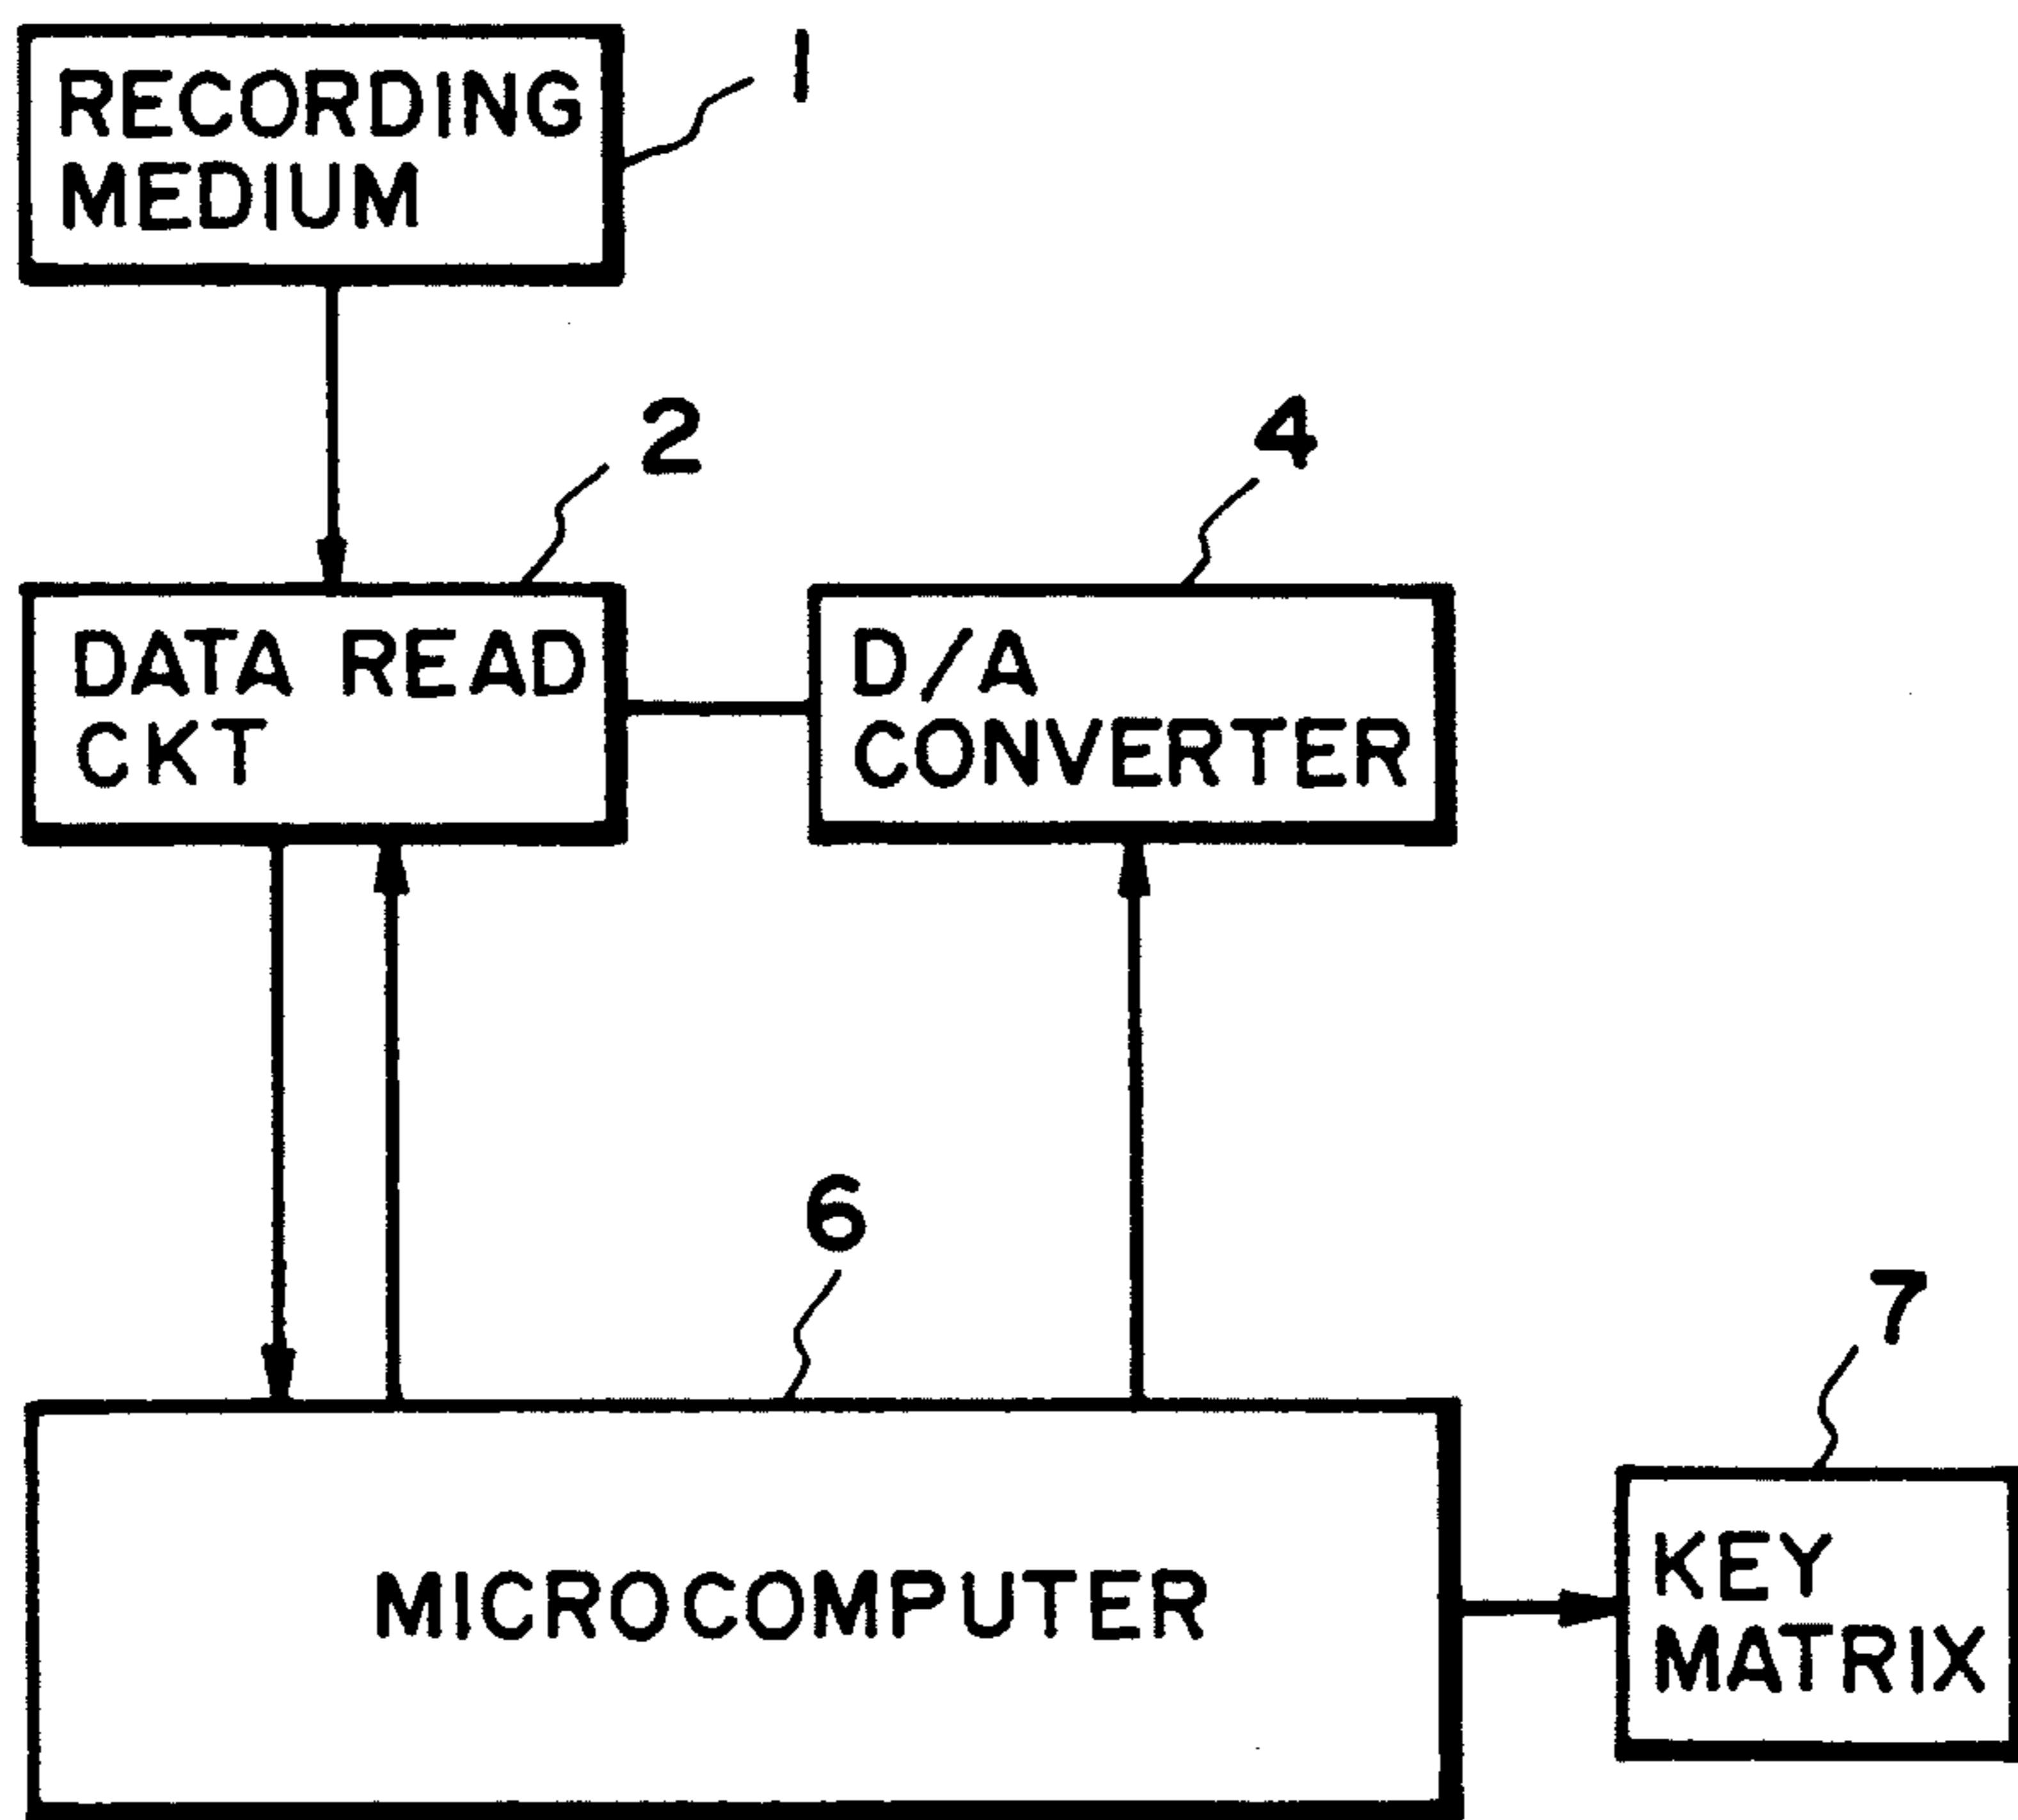 RECORDING
MEDIUM
1
2
4
DATA READ
CKT
D/A
CONVERTER
6
7
MICROCOMPUTER
KEY
MATRIX